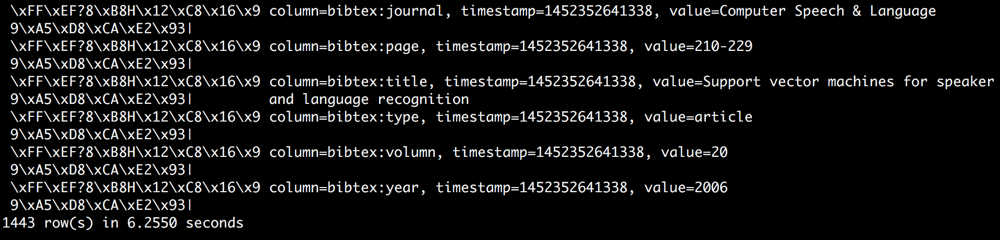 \xFF\xEF?8\xB8H\x12\xC8\x16\x9 column=bibtex:journal, timestamp=1452352641338, value=Computer Speech & Language
9\xA5\xD8\xCA\xE2\x93|
\xFF\xEF?8\xB8H\x12\xC8\x16\x9 column=bibtex:page, timestamp=1452352641338, value=210-229
9\xA5\xD8\xCA\xE2\x93|
\xFF\xEF?8\xB8H\x12\xC8\x16\x9 column=bibtex:title, timestamp=1452352641338, value=Support vector machines for speaker
9\xA5\xD8\xCA\xE2\x93| and language recognition
\xFF\xEF?8\xB8H\x12\xC8\x16\x9 column=bibtex:type, timestamp=1452352641338, value=article
9\xA5\xD8\xCA\xE2\x93|
\xFF\xEF?8\xB8H\x12\xC8\x16\x9 column=bibtex:volumn, timestamp=1452352641338, value=20
9\xA5\xD8\xCA\xE2\x93|
\xFF\xEF?8\xB8H\x12\xC8\x16\x9 column=bibtex:year, timestamp=1452352641338, value=2006
9\xA5\xD8\xCA\xE2\x93|
1443 row(s) in 6.2550 seconds